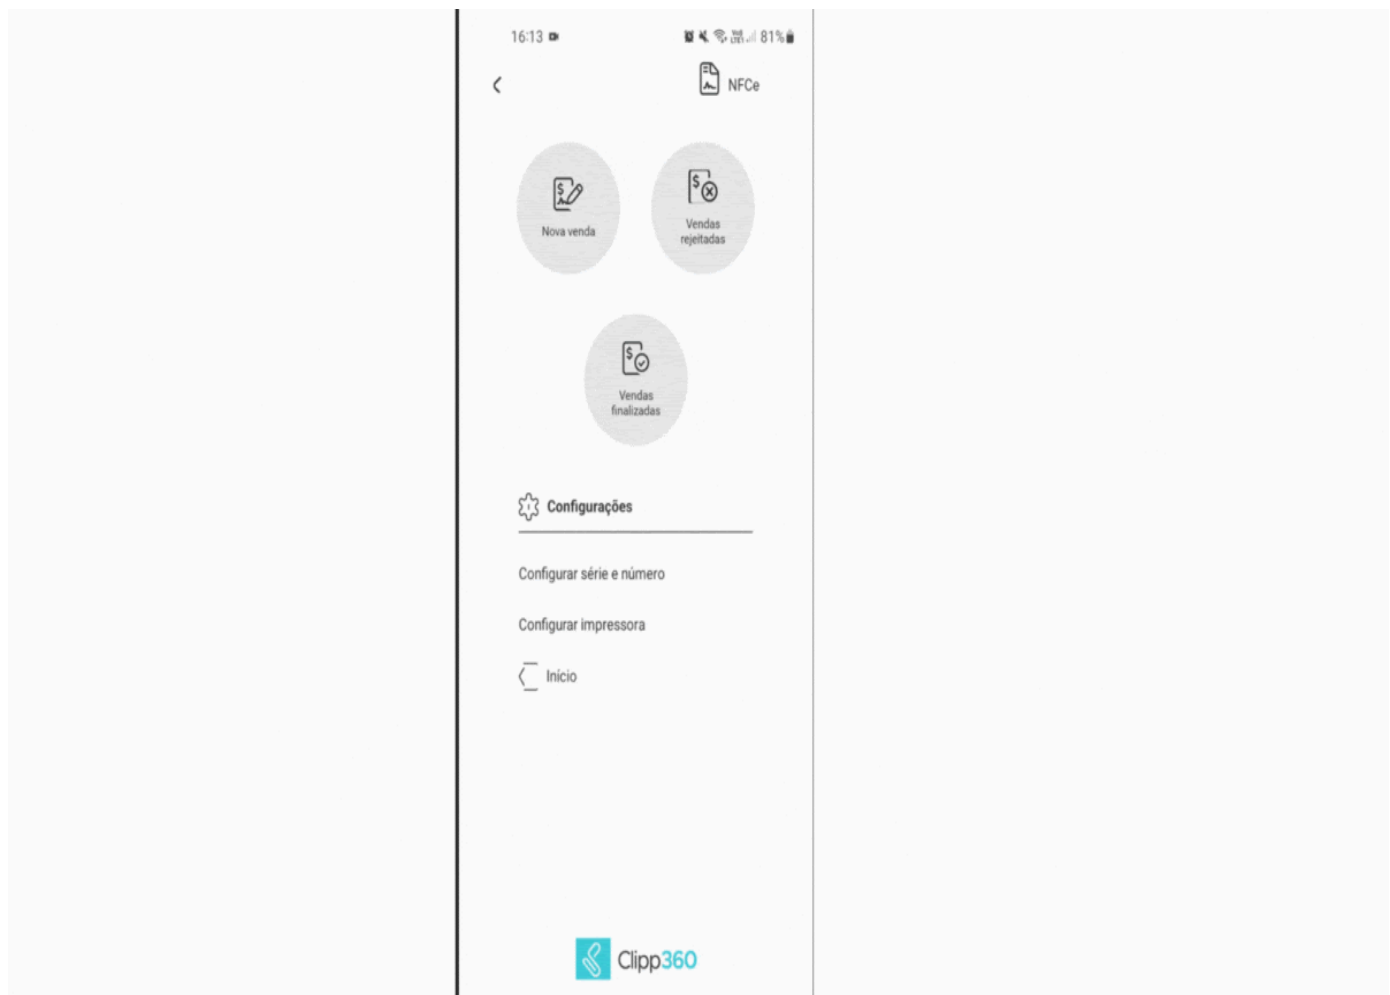 16:13
81%
NFCe
Nova venda
Vendas
rejeitadas
Vendas
finalizadas
Configurações
Configurar série e número
Configurar impressora
Início
Clipp360